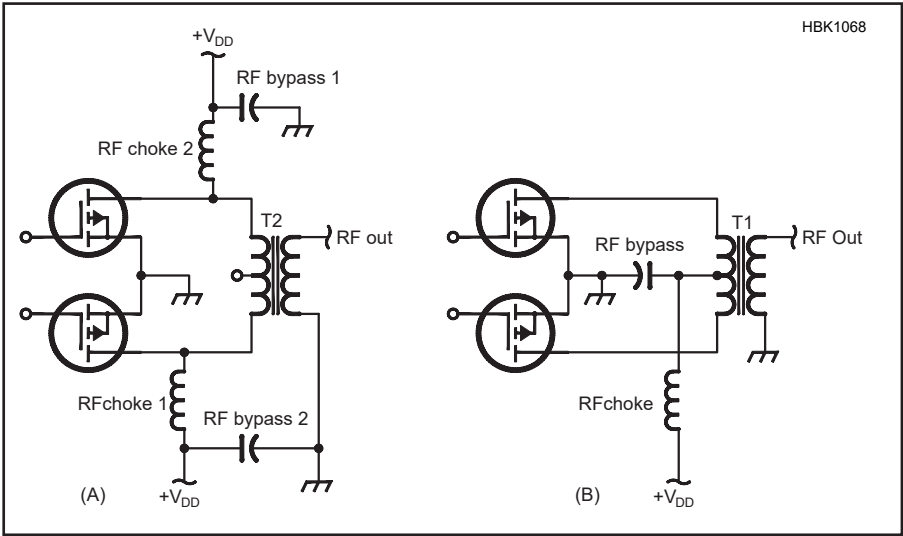 HBK1068
+VDD
RF bypass 1
RF choke 2
T2
RF out
RFchoke 1
RF bypass 2
+VDD
(A)
T1
RF bypass
RF Out
RFchoke
+VDD
(B)